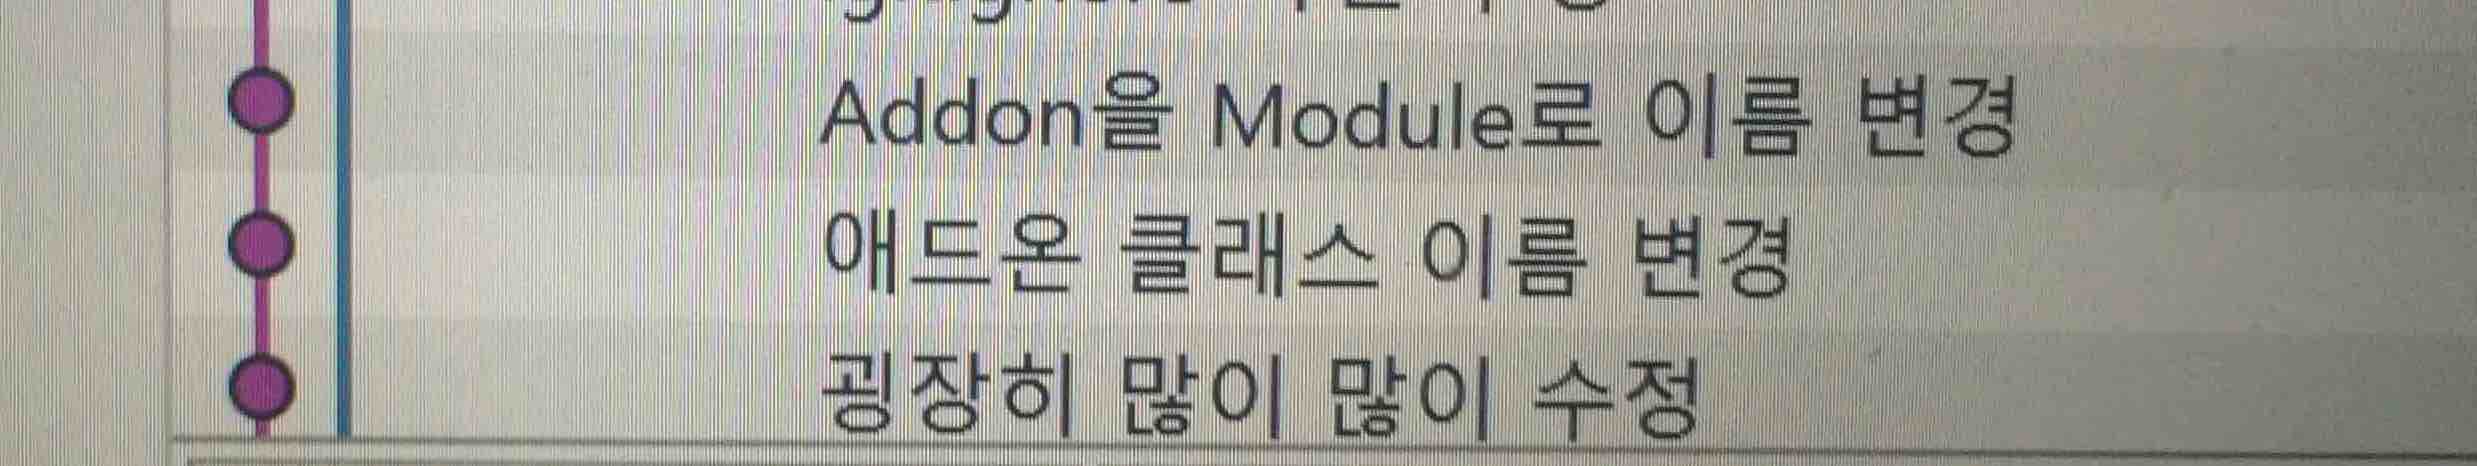 Addon을 Module로 이름 변경
애드온 클래스 이름 변경
굉장히 많이 많이 수정